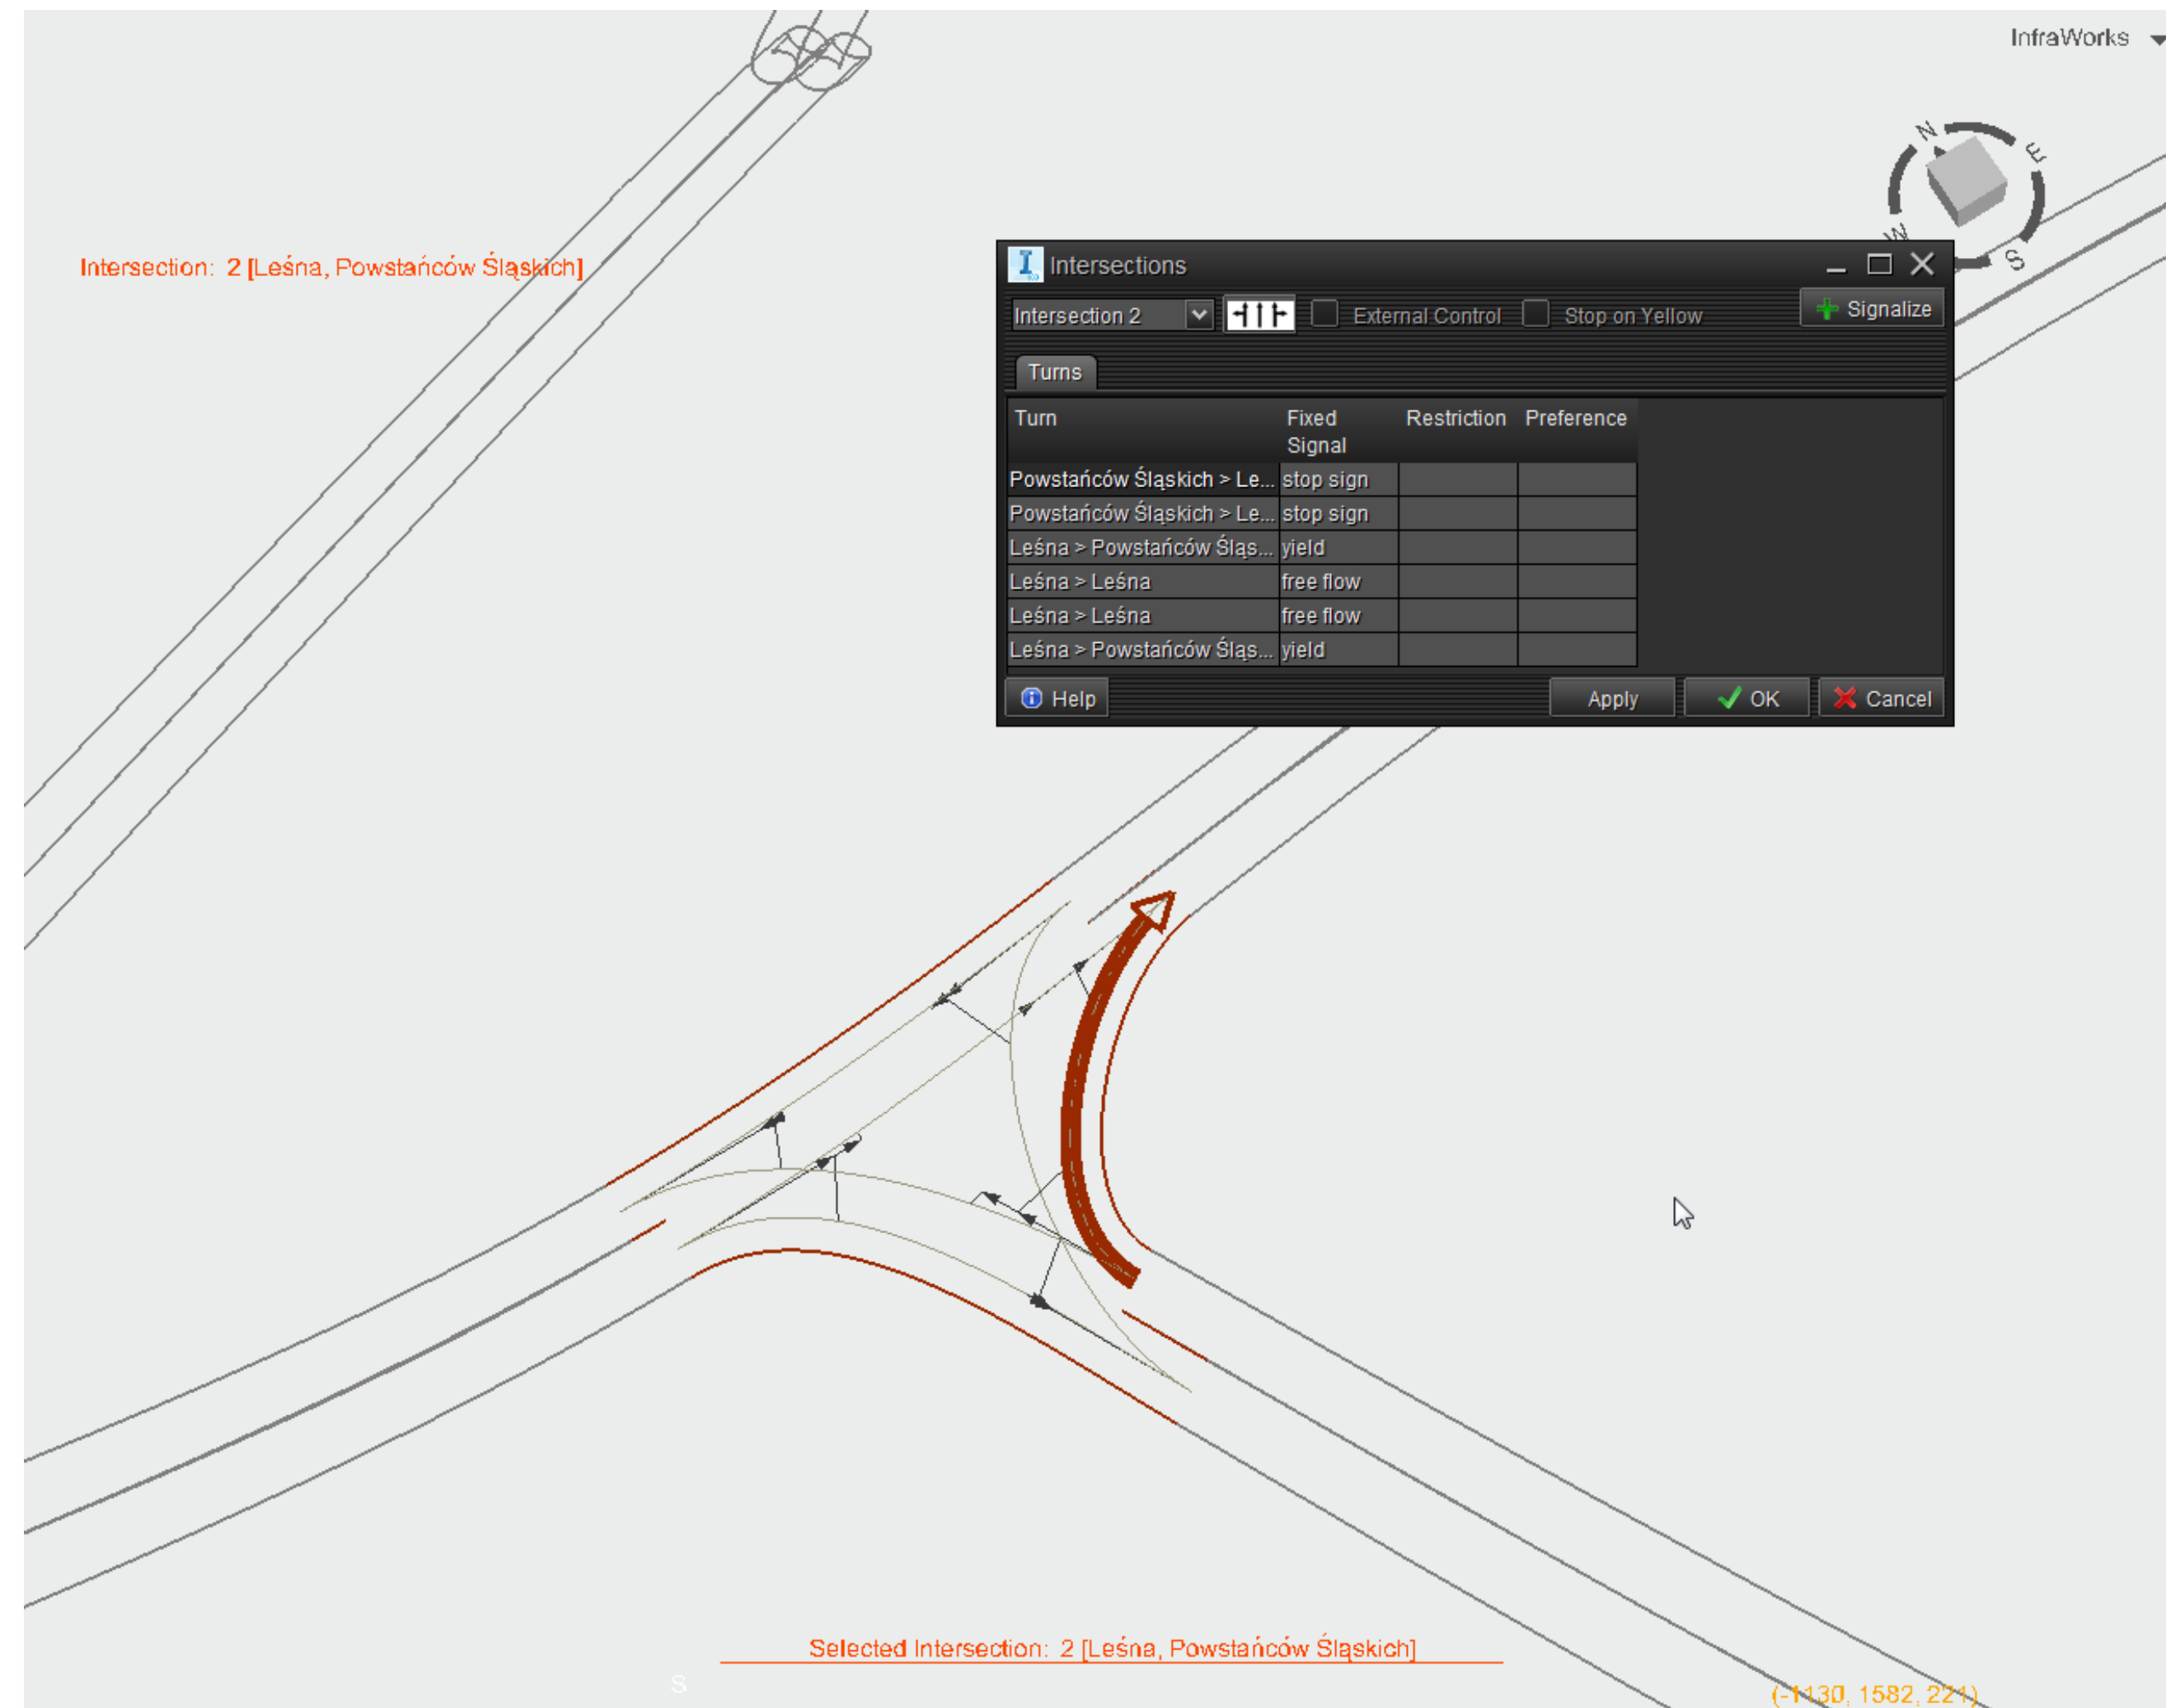 InfraWorks
N
E
W
S
Intersection: 2 [Leśna, Powstańców Śląskich]
Intersections
Intersection 2 External Control Stop on Yellow Signalize
Turns
Turn Fixed Signal Restriction Preference
Powstańców Śląskich > Le... stop sign
Powstańców Śląskich > Le... stop sign
Leśna > Powstańców Śląs... yield
Leśna > Leśna free flow
Leśna > Leśna free flow
Leśna > Powstańców Śląs... yield
Help Apply OK Cancel
Selected Intersection: 2 [Leśna, Powstańców Śląskich]
S
(-1130, 1582, 221)